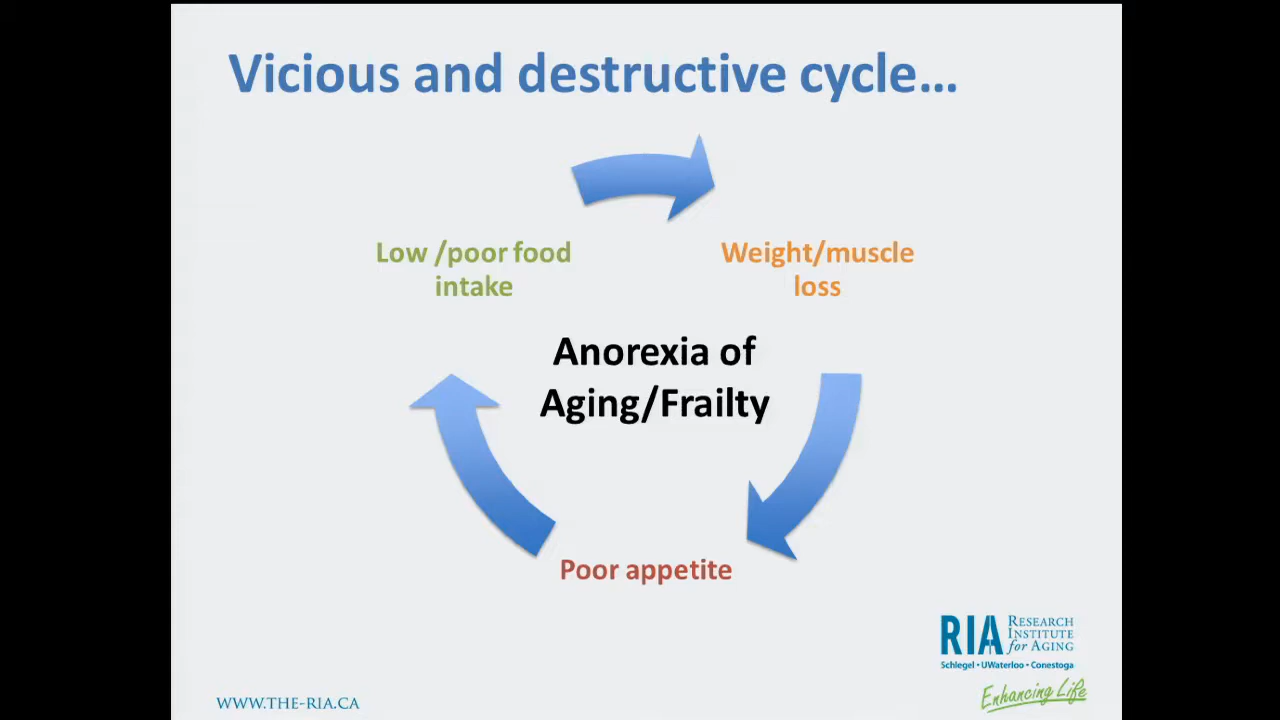 Vicious and destructive cycle...
Low /poor food
intake
Weight/muscle
loss
Anorexia of
Aging/Frailty
Poor appetite
RIA
RESEARCH
INSTITUTE
for AGING
Schlegel • UWaterloo • Conestoga
Enhancing Life
WWW.THE-RIA.CA